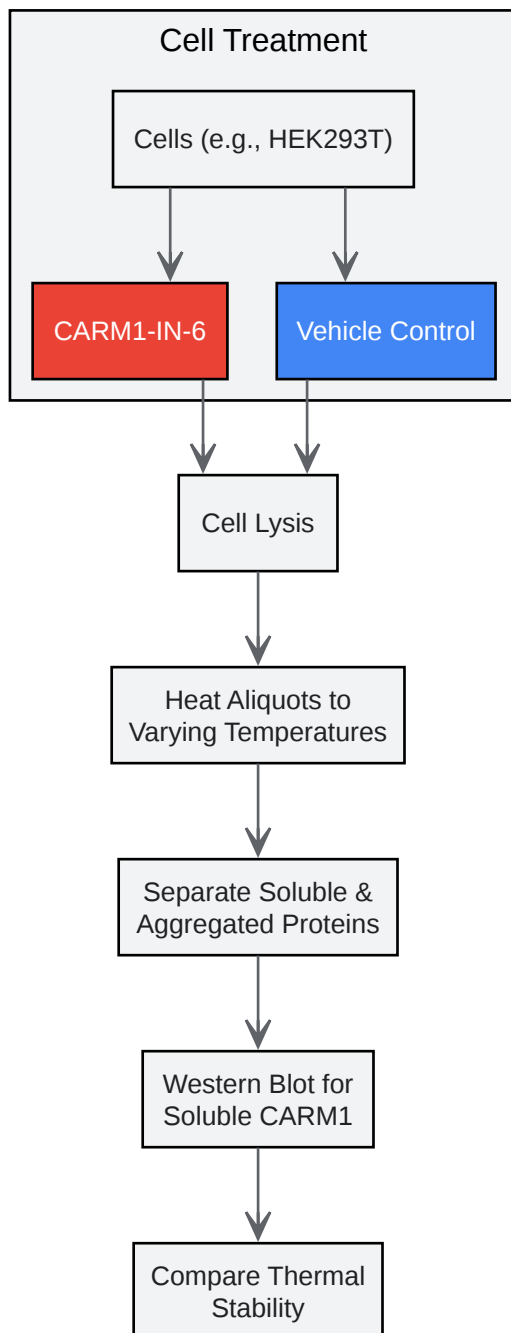 Cell Treatment
Cells (e.g., HEK293T)
CARM1-IN-6
Vehicle Control
Cell Lysis
Heat Aliquots to
Varying Temperatures
Separate Soluble &
Aggregated Proteins
Western Blot for
Soluble CARM1
Compare Thermal
Stability